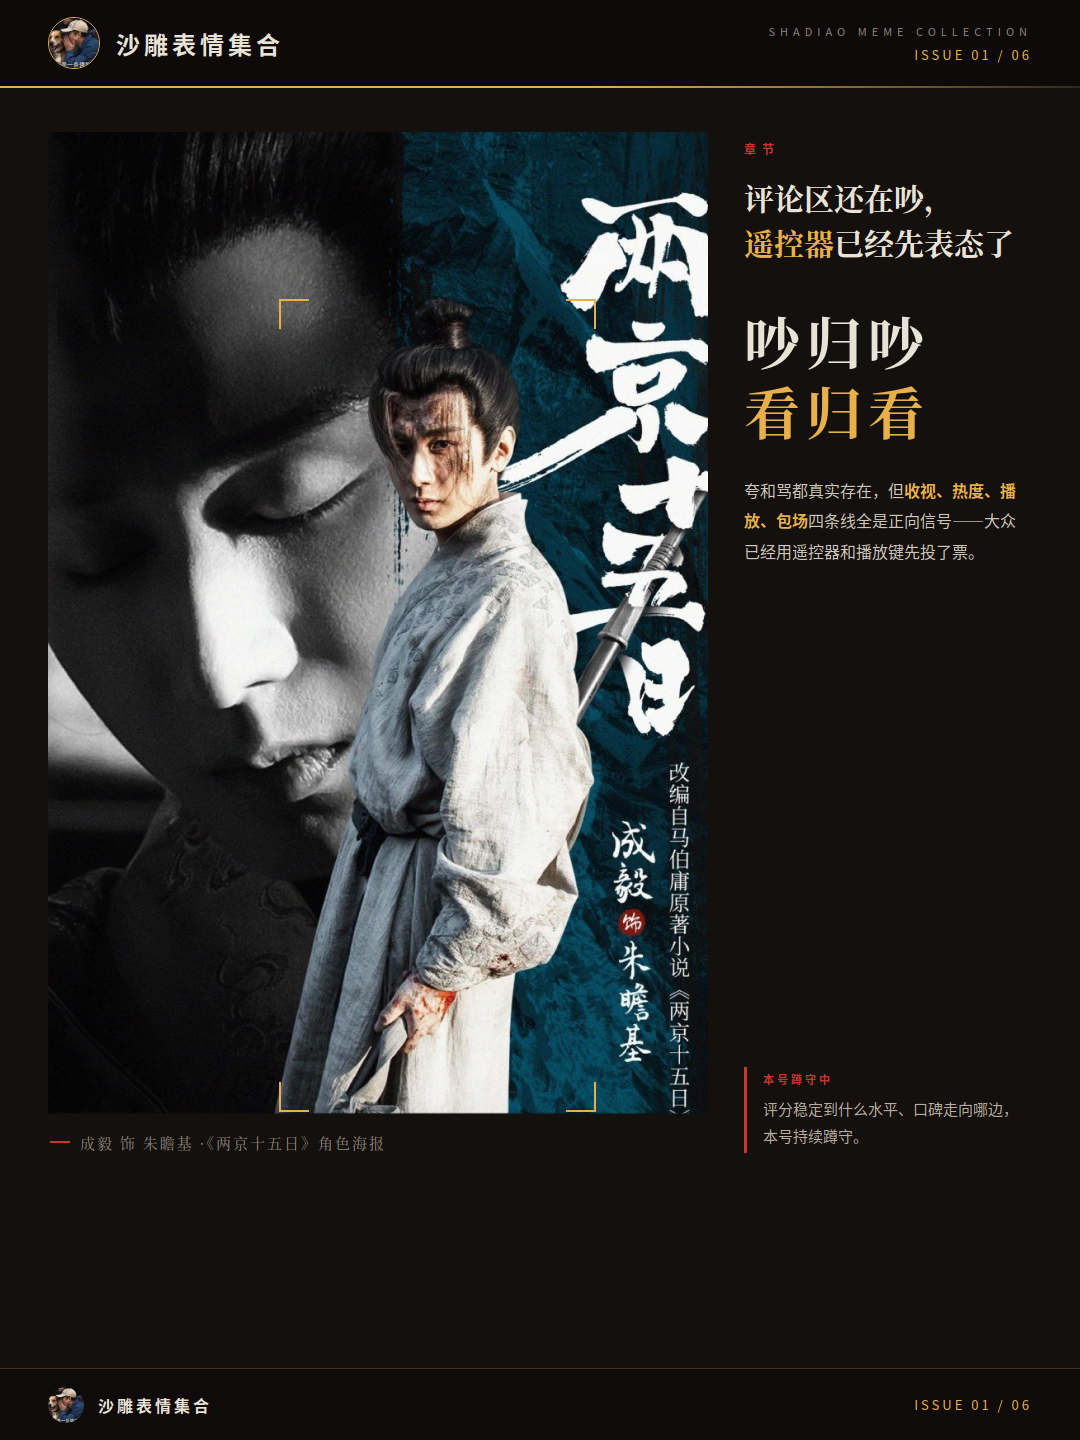 沙雕表情集合
SHADIAO MEME COLLECTION
ISSUE 01 / 06
两京十五日
改编自马伯庸原著小说《两京十五日》
成毅
饰
朱瞻基
成毅 饰 朱瞻基 ·《两京十五日》角色海报
章节
评论区还在吵，
遥控器已经先表态了
吵归吵
看归看
夸和骂都真实存在，但收视、热度、播
放、包场四条线全是正向信号——大众
已经用遥控器和播放键先投了票。
本号蹲守中
评分稳定到什么水平、口碑走向哪边，
本号持续蹲守。
沙雕表情集合
ISSUE 01 / 06